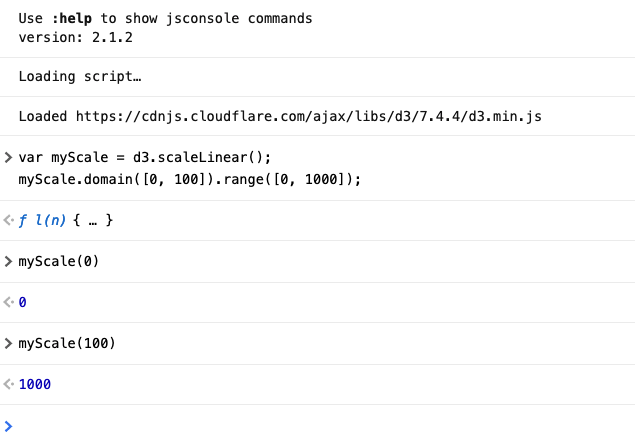 Use :help to show jsconsole commands
version: 2.1.2
Loading script…
Loaded https://cdnjs.cloudflare.com/ajax/libs/d3/7.4.4/d3.min.js
var myScale = d3.scaleLinear();
myScale.domain([0, 100]).range([0, 1000]);
ƒ l(n) { … }
myScale(0)
0
myScale(100)
1000